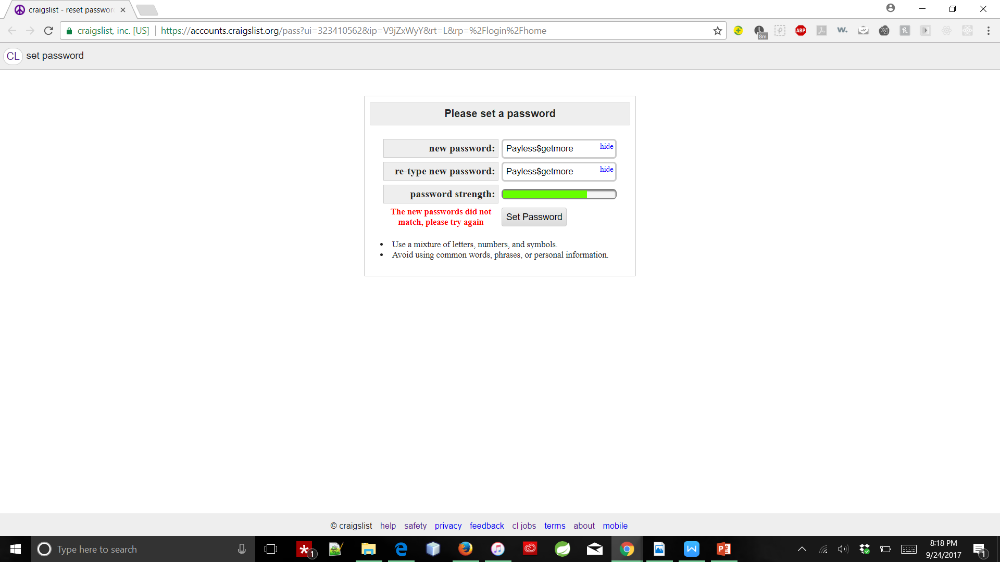 craigslist - reset passwor
craigslist, inc. [US]
https://accounts.craigslist.org/pass?ui=323410562&ip=V9jZxWyY&rt=L&rp=%2Flogin%2Fhome
8m
ABP
w.
CL set password
Please set a password
new password: Payless$getmore hide
re-type new password: Payless$getmore hide
password strength:
The new passwords did not
match, please try again
Set Password
• Use a mixture of letters, numbers, and symbols.
• Avoid using common words, phrases, or personal information.
© craigslist help safety privacy feedback cl jobs terms about mobile
Type here to search
1
8:18 PM
9/24/2017
1